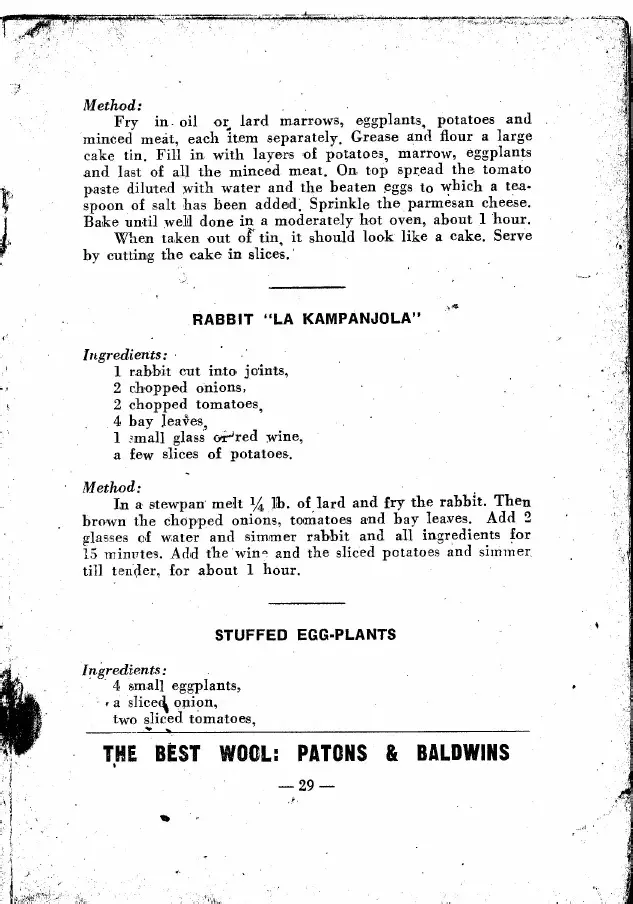 Method:
Fry in oil or lard marrows, eggplants, potatoes and
minced meat, each item separately. Grease and flour a large
cake tin. Fill in with layers of potatoes, marrow, eggplants
and last of all the minced meat. On top spread the tomato
paste diluted with water and the beaten eggs to which a tea-
spoon of salt has been added. Sprinkle the parmesan cheese.
Bake until well done in a moderately hot oven, about 1 hour.
When taken out of tin, it should look like a cake. Serve
by cutting the cake in slices.
RABBIT "LA KAMPANJOLA"
Ingredients:
1 rabbit cut into joints,
2 chopped onions,
2 chopped tomatoes,
4 bay leaves,
1 small glass of red wine,
a few slices of potatoes.
Method:
In a stewpan melt ¼ lb. of lard and fry the rabbit. Then
brown the chopped onions, tomatoes and bay leaves. Add 2
glasses of water and simmer rabbit and all ingredients for
15 minutes. Add the wine and the sliced potatoes and simmer
till tender, for about 1 hour.
STUFFED EGG-PLANTS
Ingredients:
4 small eggplants,
a sliced onion,
two sliced tomatoes,
THE BEST WOOL: PATONS & BALDWINS
— 29 —